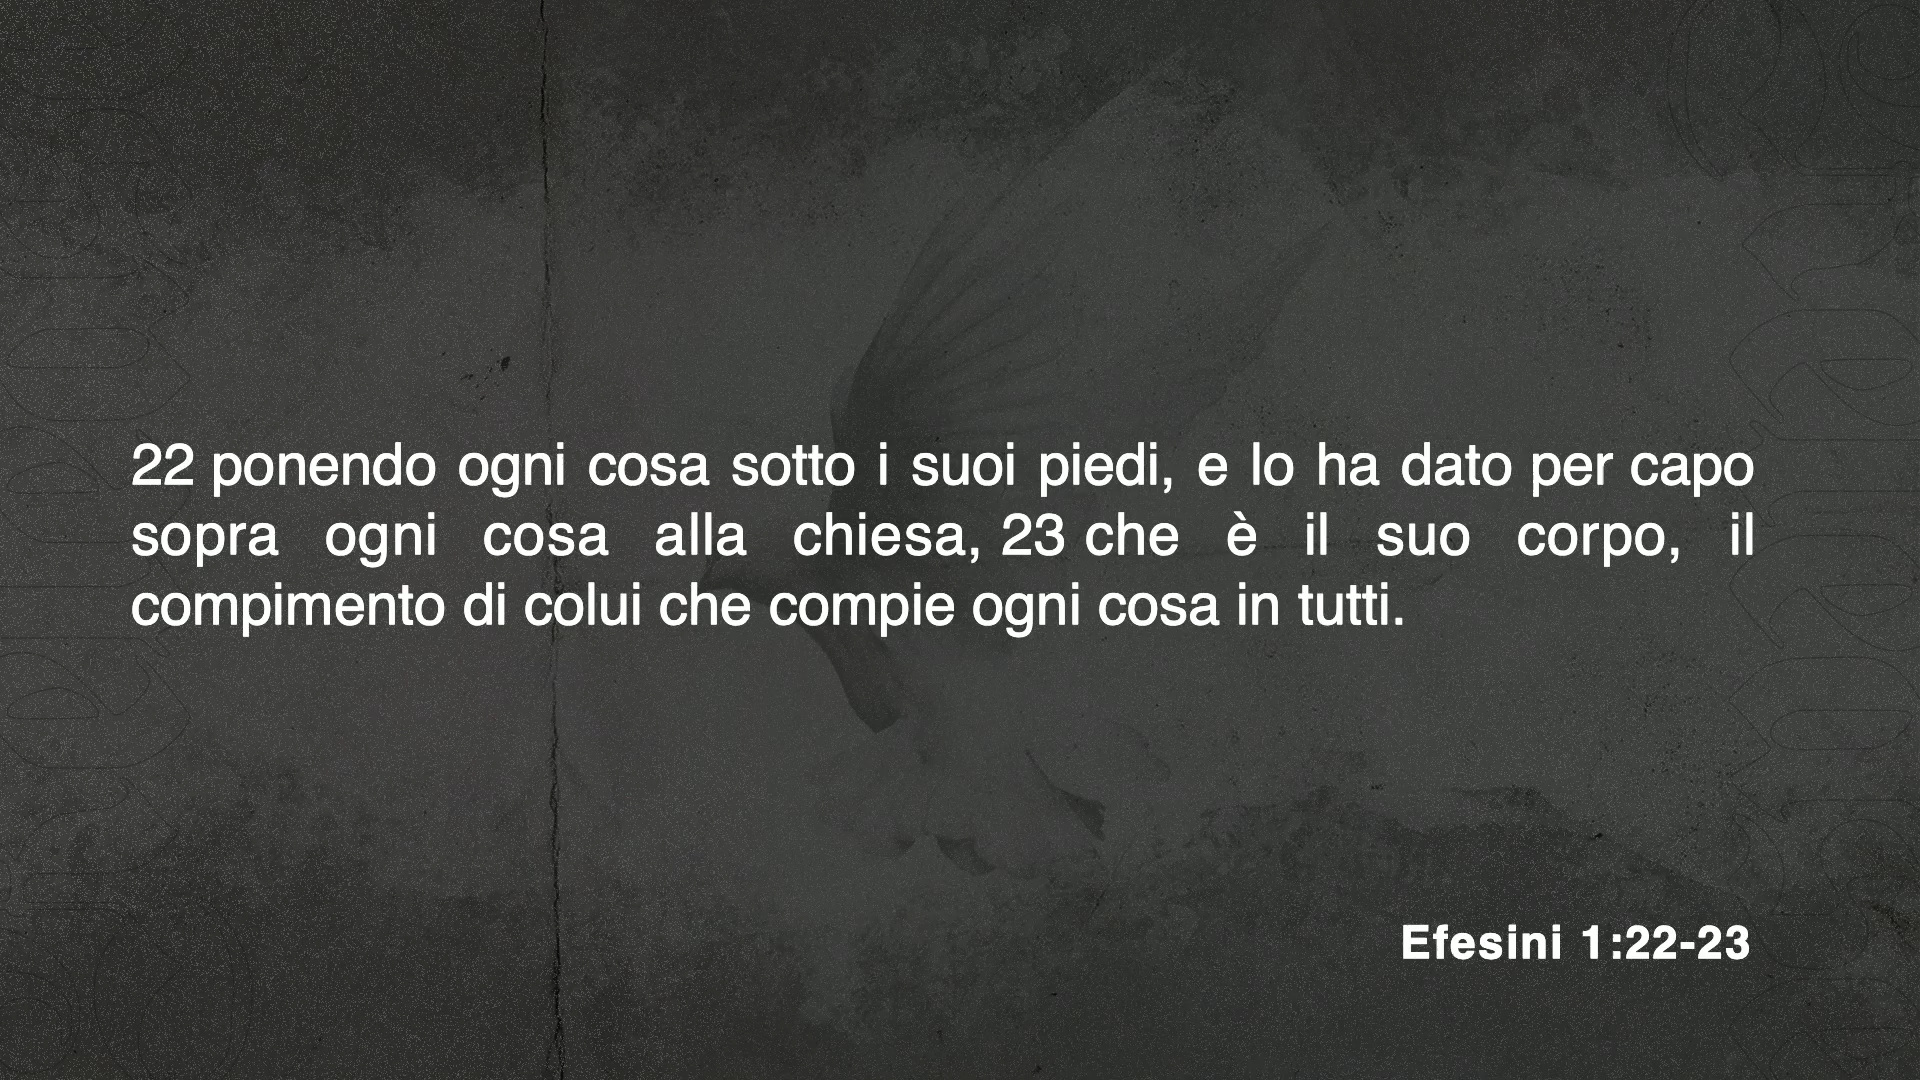 22 ponendo ogni cosa sotto i suoi piedi, e lo ha dato per capo
sopra ogni cosa alla chiesa, 23 che è il suo corpo, il
compimento di colui che compie ogni cosa in tutti.
Efesini 1:22-23